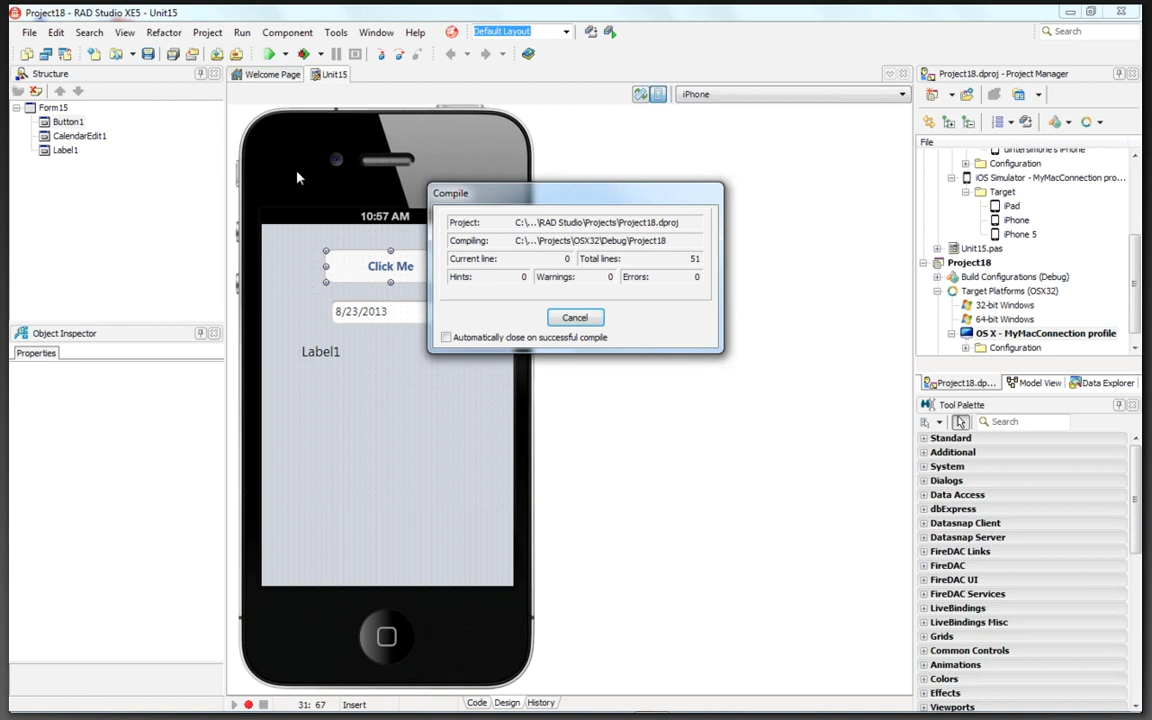 Project18 - RAD Studio XE5 - Unit15
File Edit Search View Refactor Project Run Component Tools Window Help
Default Layout
Search
Structure
Form15
Button1
CalendarEdit1
Label1
Object Inspector
Properties
Welcome Page
Unit15
iPhone
10:57 AM
Click Me
8/23/2013
Label1
Compile
Project: C:\...\RAD Studio\Projects\Project18.dproj
Compiling: C:\...\Projects\OSX32\Debug\Project18
Current line: 0 Total lines: 51
Hints: 0 Warnings: 0 Errors: 0
Cancel
Automatically close on successful compile
31: 67 Insert
Code Design History
Project18.dproj - Project Manager
File
iPhone
Configuration
iOS Simulator - MyMacConnection pro...
Target
iPad
iPhone
iPhone 5
Unit15.pas
Project18
Build Configurations (Debug)
Target Platforms (OSX32)
32-bit Windows
64-bit Windows
OS X - MyMacConnection profile
Configuration
Project18.dp... Model View Data Explorer
Tool Palette
Search
Standard
Additional
System
Dialogs
Data Access
dbExpress
Datasnap Client
Datasnap Server
FireDAC Links
FireDAC
FireDAC UI
FireDAC Services
LiveBindings
LiveBindings Misc
Grids
Common Controls
Animations
Colors
Effects
Viewports